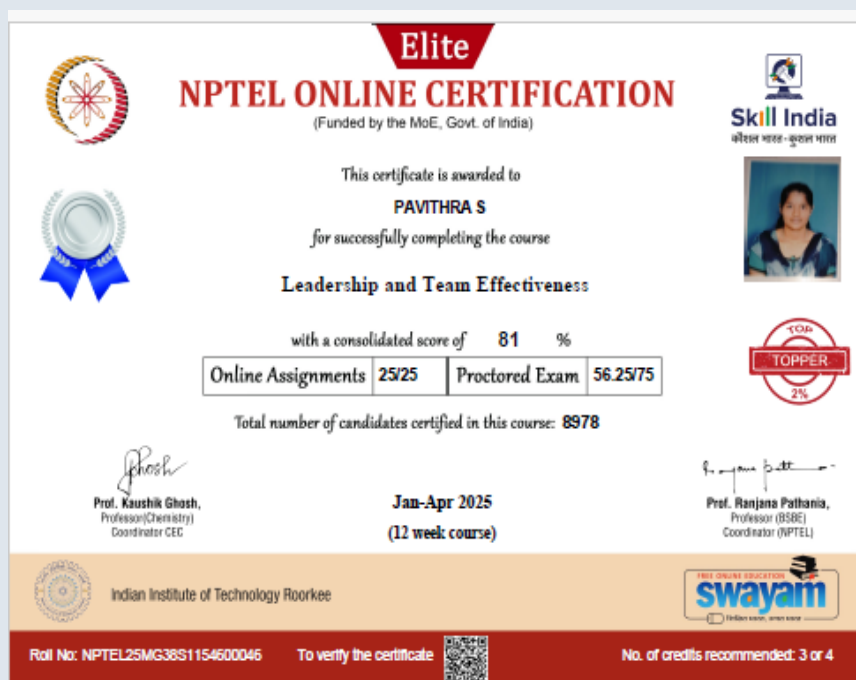 Elite
NPTEL ONLINE CERTIFICATION
(Funded by the MoE, Govt. of India)
Skill India
कौशल भारत - कुशल भारत
This certificate is awarded to
PAVITHRA S
for successfully completing the course
Leadership and Team Effectiveness
with a consolidated score of 81 %
Online Assignments 25/25 Proctored Exam 56.25/75
TOP
TOPPER
2%
Total number of candidates certified in this course: 8978
Prof. Kaushik Ghosh,
Professor(Chemistry)
Coordinator CEC
Jan-Apr 2025
(12 week course)
Prof. Ranjana Pathania,
Professor (BSBE)
Coordinator (NPTEL)
Indian Institute of Technology Roorkee
FREE ONLINE EDUCATION
swayam
Roll No: NPTEL25MG38S1154600046 To verify the certificate No. of credits recommended: 3 or 4